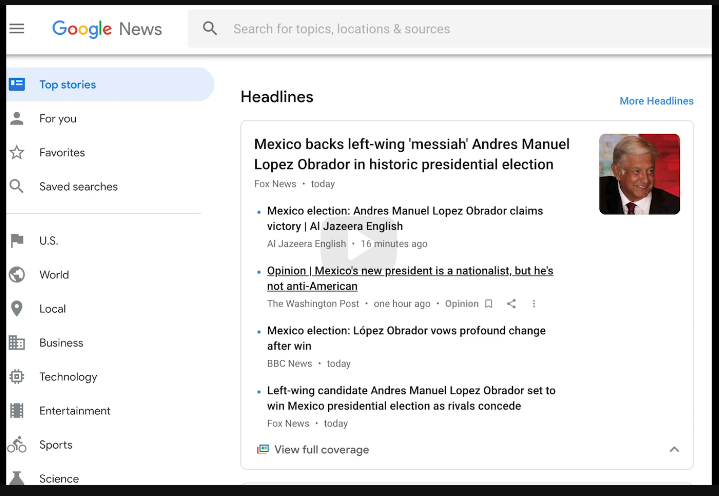 Google News
Search for topics, locations & sources
Top stories
For you
Favorites
Saved searches
U.S.
World
Local
Business
Technology
Entertainment
Sports
Science
Headlines
More Headlines
Mexico backs left-wing 'messiah' Andres Manuel
Lopez Obrador in historic presidential election
Fox News • today
• Mexico election: Andres Manuel Lopez Obrador claims
victory | Al Jazeera English
Al Jazeera English • 16 minutes ago
• Opinion | Mexico's new president is a nationalist, but he's
not anti-American
The Washington Post • one hour ago • Opinion
• Mexico election: López Obrador vows profound change
after win
BBC News • today
• Left-wing candidate Andres Manuel Lopez Obrador set to
win Mexico presidential election as rivals concede
Fox News • today
View full coverage